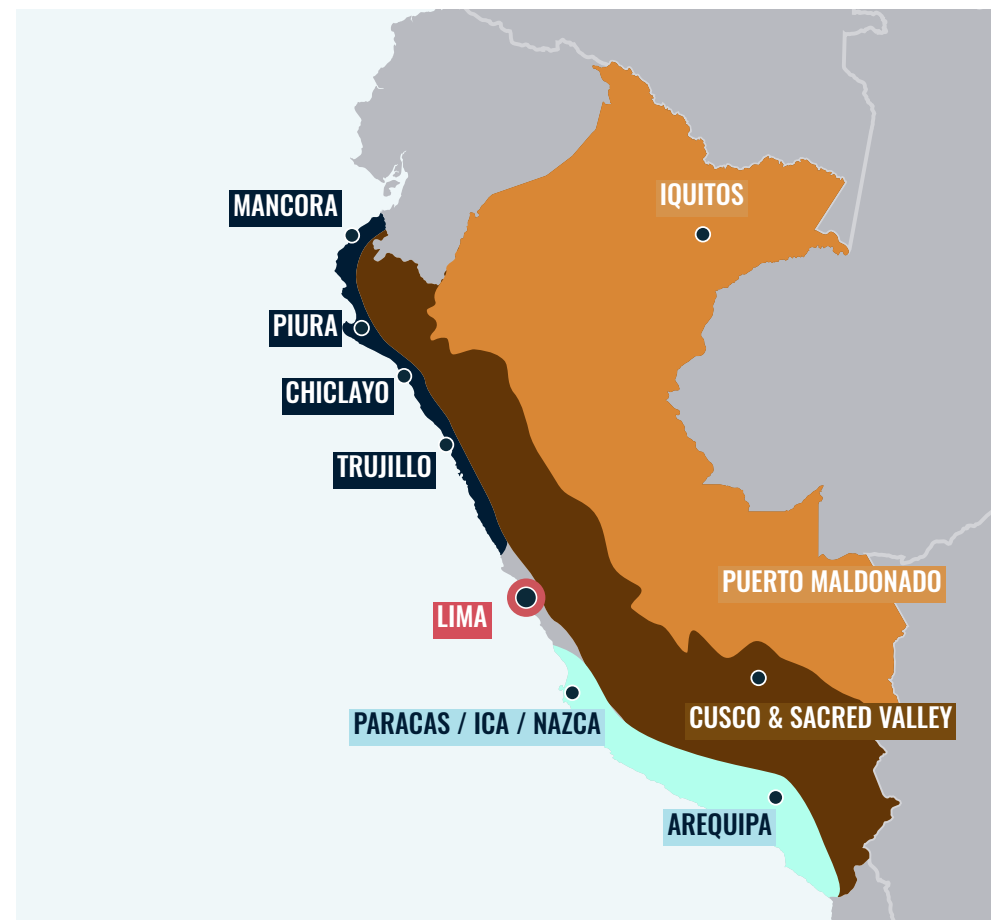 IQUITOS
MANCORA
PIURA
CHICLAYO
TRUJILLO
PUERTO MALDONADO
LIMA
CUSCO & SACRED VALLEY
PARACAS / ICA / NAZCA
AREQUIPA